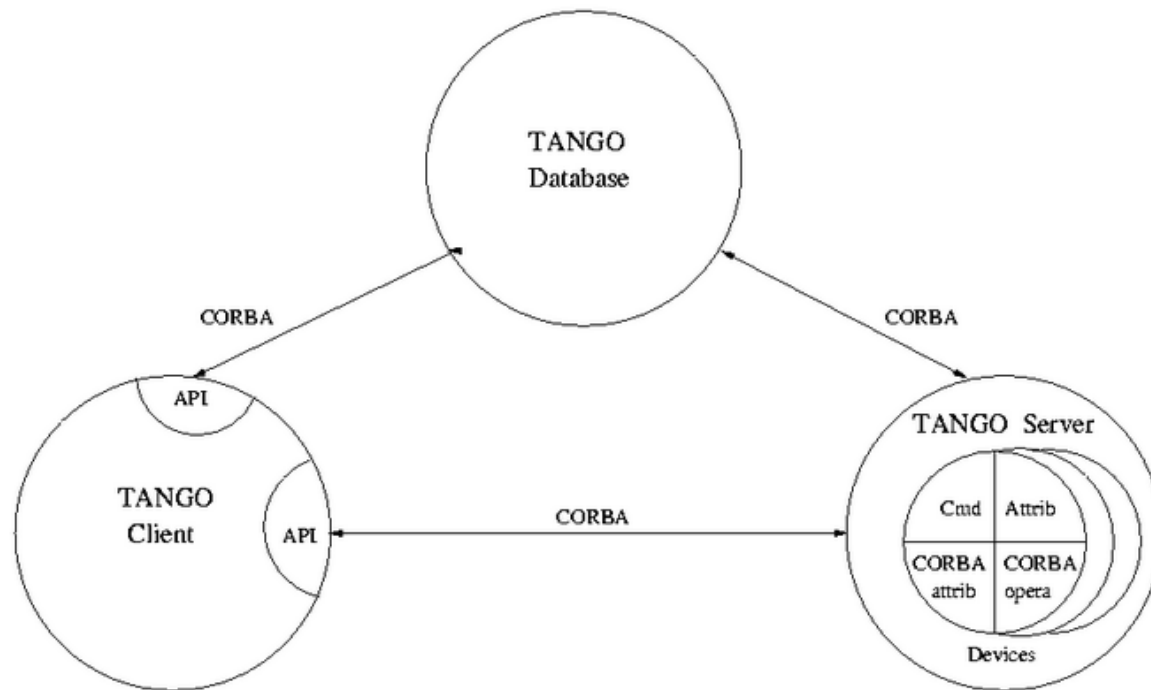 TANGO
Database
CORBA
CORBA
API
TANGO Server
TANGO
Client
API
CORBA
Cmd
Attrib
CORBA
attrib
CORBA
opera
Devices